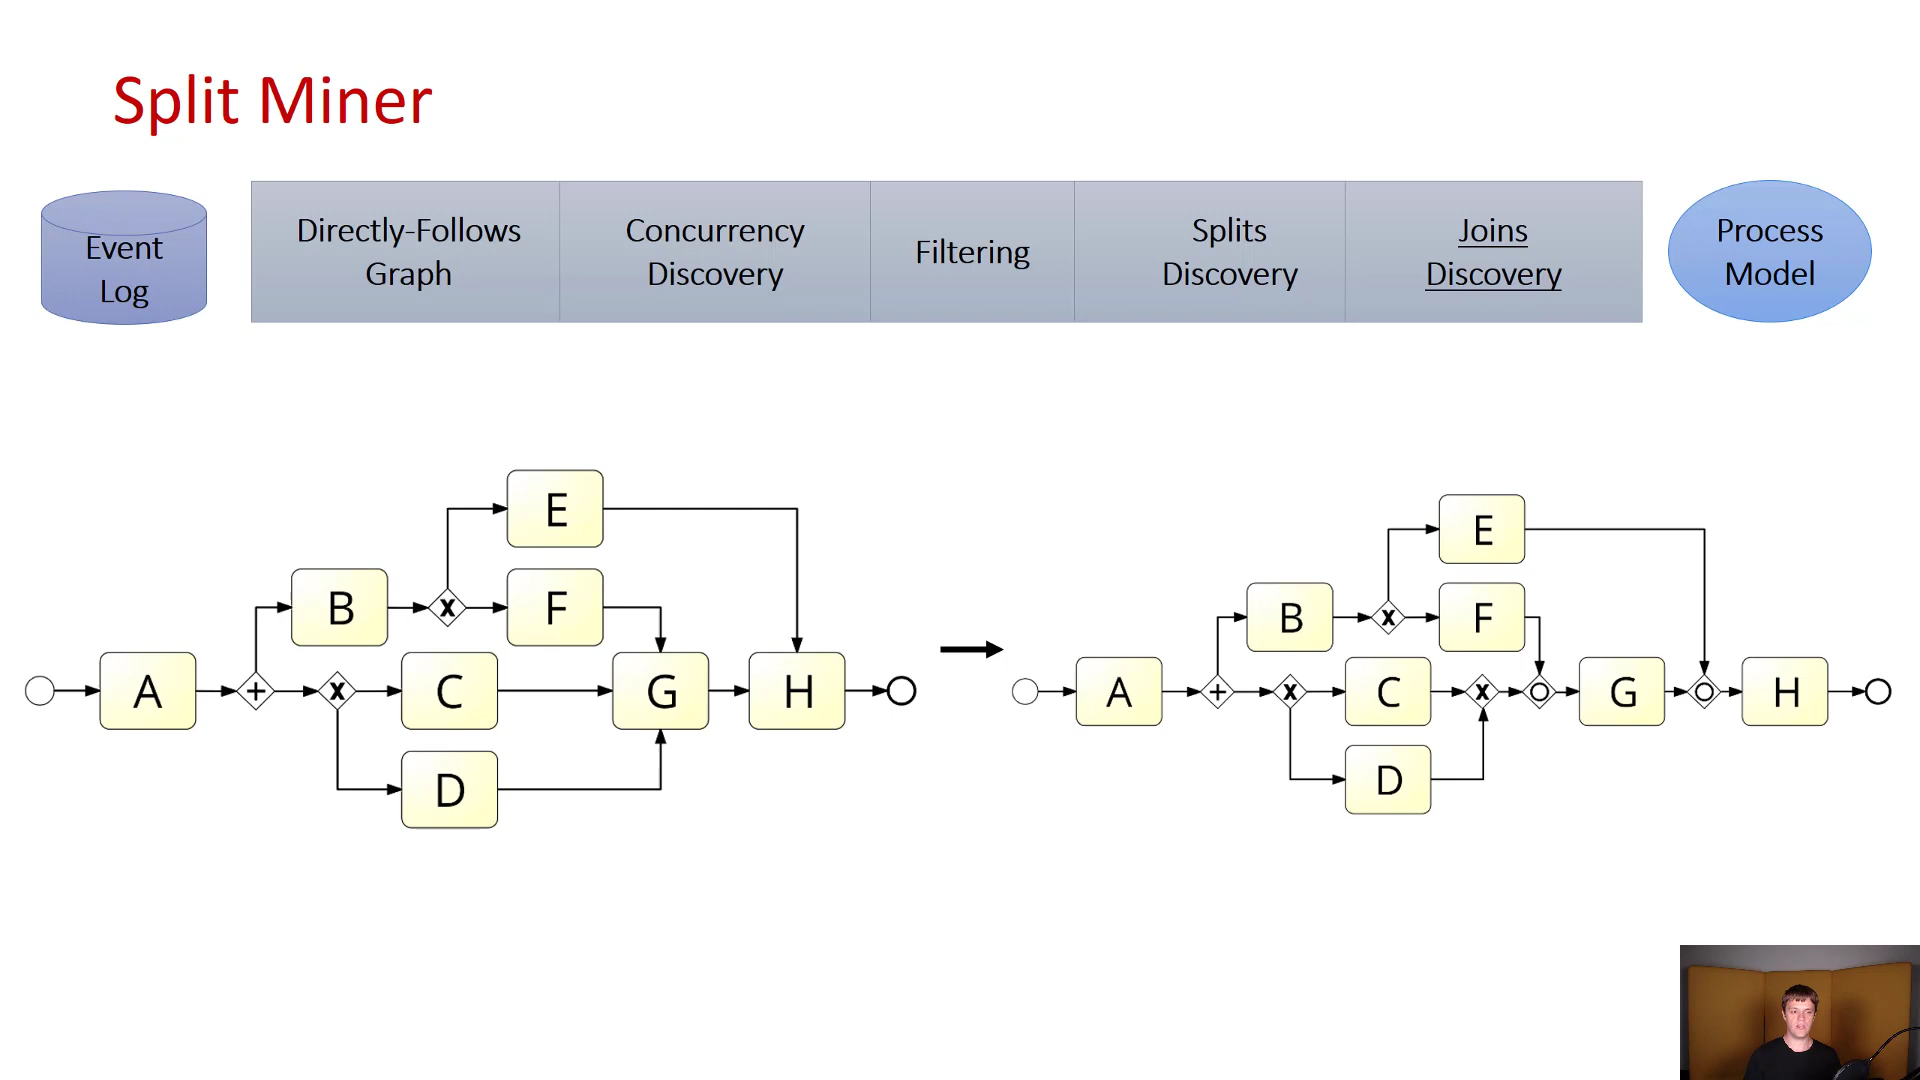 Split Miner
Event
Log
Directly-Follows
Graph
Concurrency
Discovery
Filtering
Splits
Discovery
Joins
Discovery
Process
Model
E
B
X
F
A
+
X
C
G
H
D
E
B
X
F
A
+
X
C
X
G
H
D